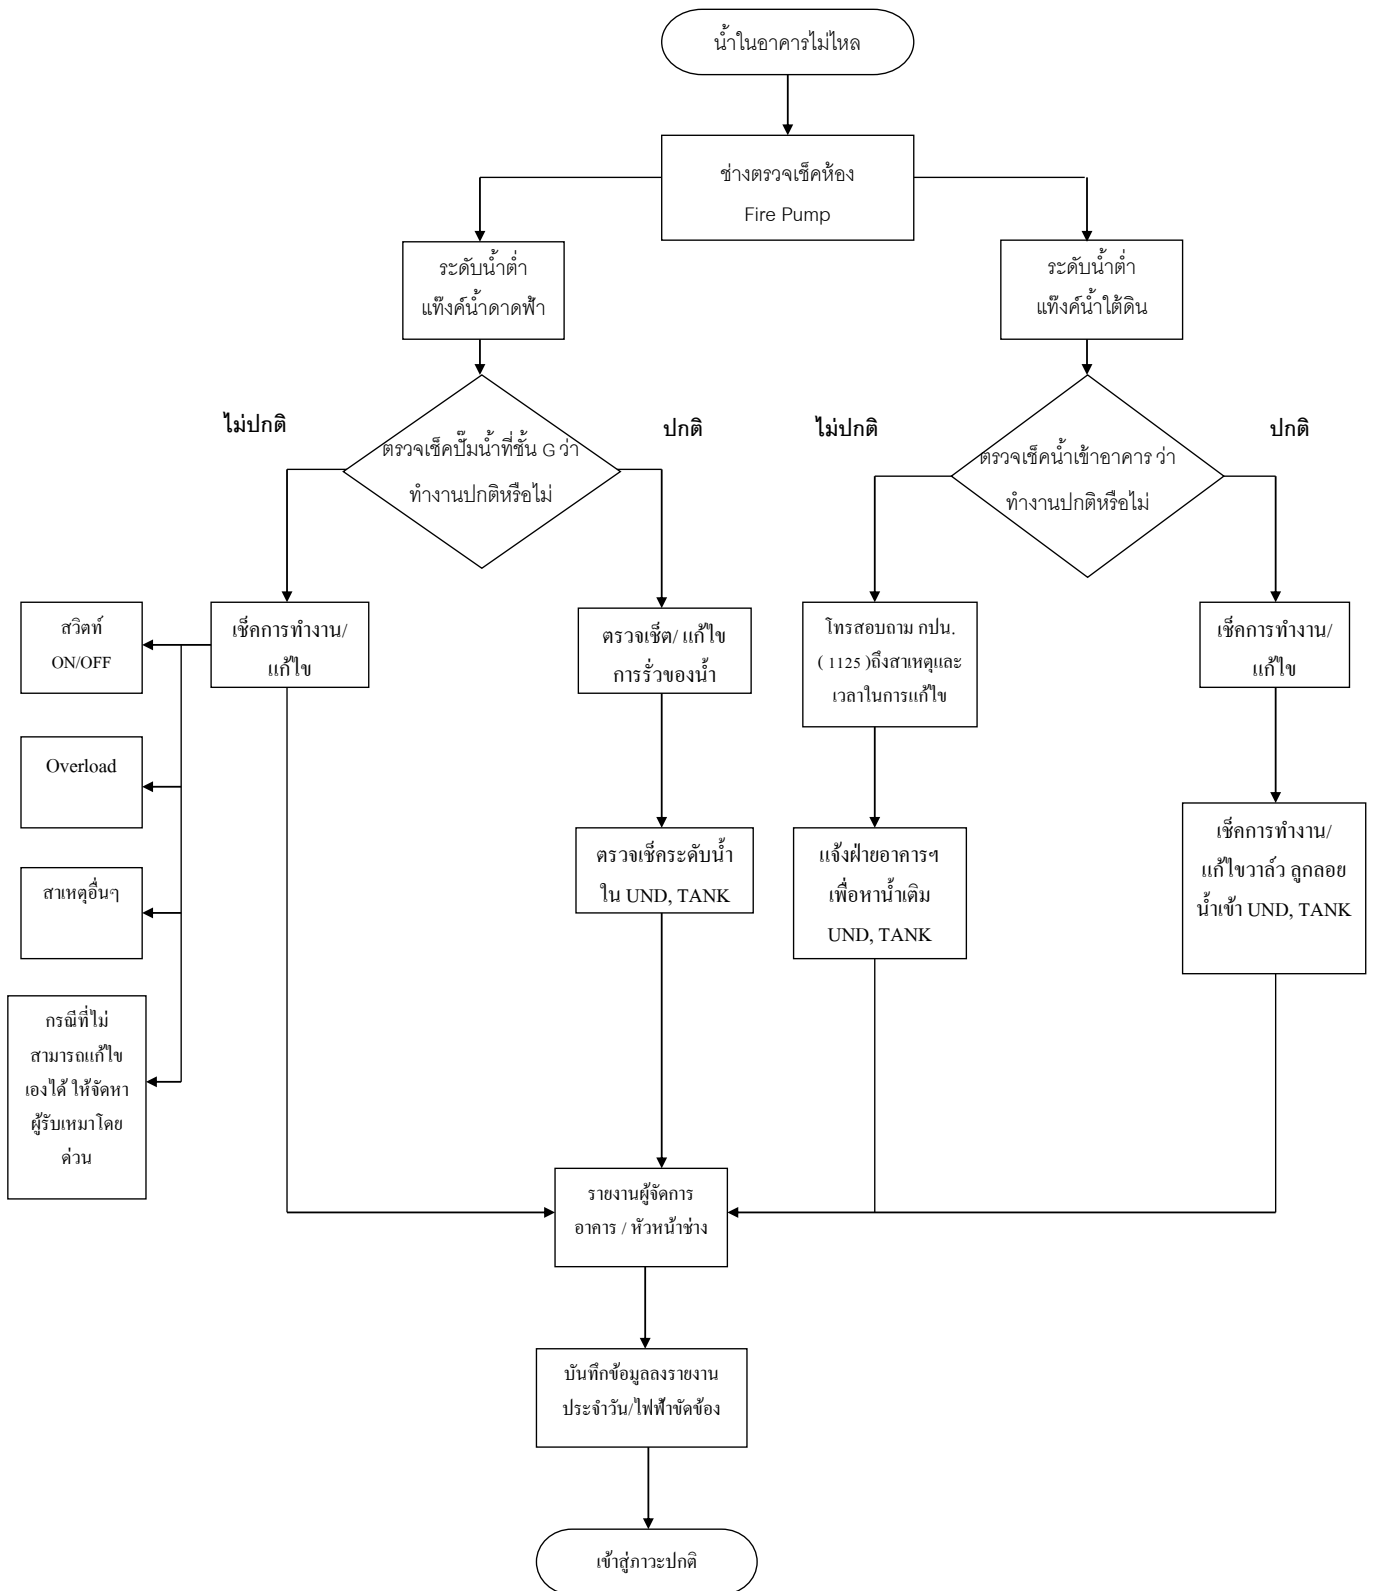 น้ำในอาคารไม่ไหล
ช่างตรวจเช็คห้อง
Fire Pump
ระดับน้ำต่ำ
แท๊งค์น้ำดาดฟ้า
ระดับน้ำต่ำ
แท๊งค์น้ำใต้ดิน
ไม่ปกติ
ตรวจเช็คปั๊มน้ำที่ชั้น G ว่า
ทำงานปกติหรือไม่
ปกติ
ไม่ปกติ
ตรวจเช็คน้ำเข้าอาคาร ว่า
ทำงานปกติหรือไม่
ปกติ
สวิตท์
ON/OFF
เช็คการทำงาน/
แก้ไข
ตรวจเช็ต/ แก้ไข
การรั่วของน้ำ
โทรสอบถาม กปน.
( 1125 )ถึงสาเหตุและ
เวลาในการแก้ไข
เช็คการทำงาน/
แก้ไข
Overload
สาเหตุอื่นๆ
กรณีที่ไม่
สามารถแก้ไข
เองได้ ให้จัดหา
ผู้รับเหมาโดย
ด่วน
ตรวจเช็คระดับน้ำ
ใน UND, TANK
แจ้งฝ่ายอาคารฯ
เพื่อหาน้ำเติม
UND, TANK
เช็คการทำงาน/
แก้ไขวาล์ว ลูกลอย
น้ำเข้า UND, TANK
รายงานผู้จัดการ
อาคาร / หัวหน้าช่าง
บันทึกข้อมูลลงรายงาน
ประจำวัน/ไฟฟ้าขัดข้อง
เข้าสู่ภาวะปกติ